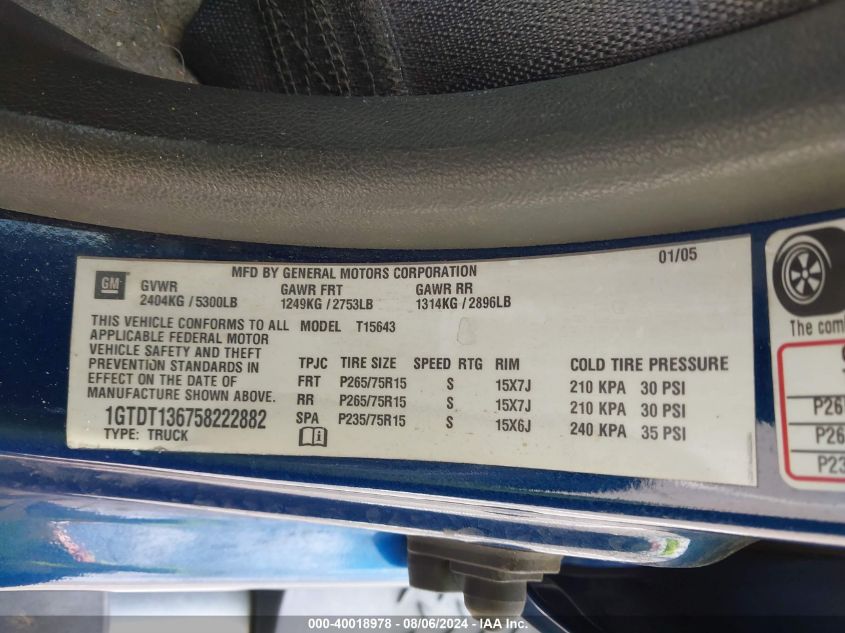 MFD BY GENERAL MOTORS CORPORATION 01/05
GM
GVWR GAWR FRT GAWR RR
2404KG / 5300LB 1249KG / 2753LB 1314KG / 2896LB
THIS VEHICLE CONFORMS TO ALL
APPLICABLE FEDERAL MOTOR
VEHICLE SAFETY AND THEFT
PREVENTION STANDARDS IN
EFFECT ON THE DATE OF
MANUFACTURE SHOWN ABOVE.
1GTDT136758222882
TYPE: TRUCK
MODEL T15643
TPJC TIRE SIZE SPEED RTG RIM COLD TIRE PRESSURE
FRT P265/75R15 S 15X7J 210 KPA 30 PSI
RR P265/75R15 S 15X7J 210 KPA 30 PSI
SPA P235/75R15 S 15X6J 240 KPA 35 PSI
The
000-40018978 - 08/06/2024 - IAA Inc.